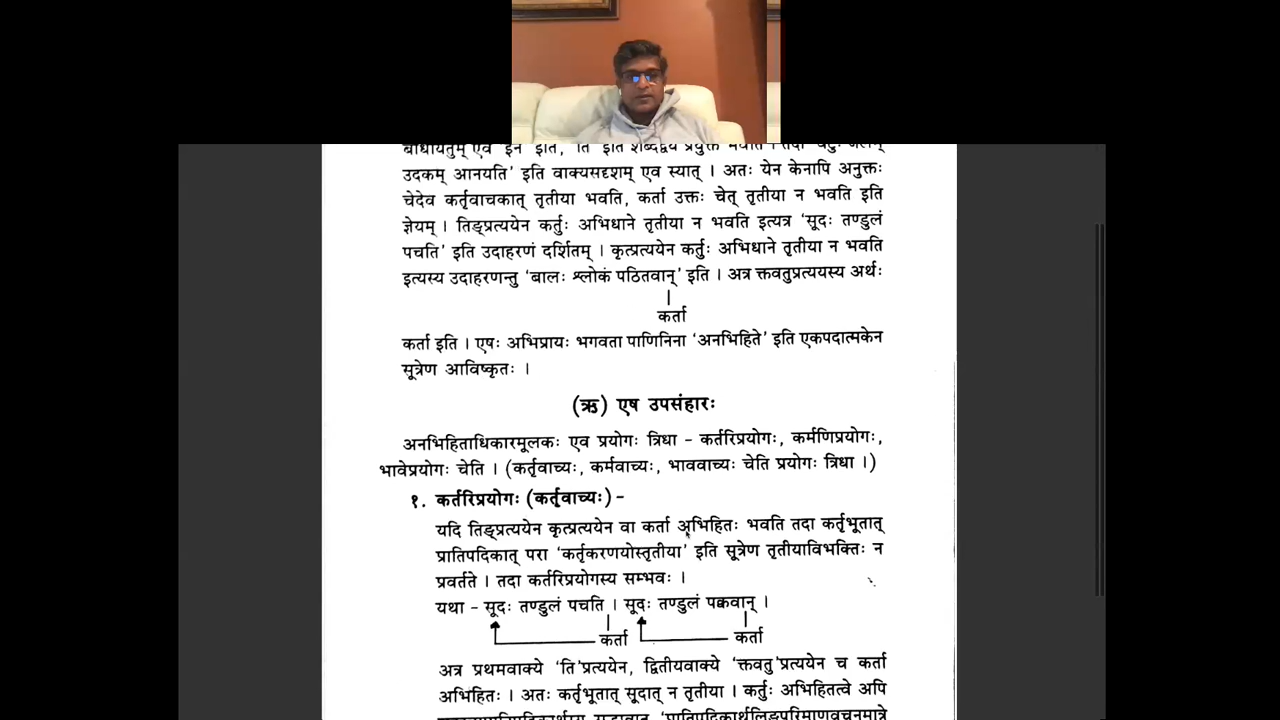 उदकम् आनयति’ इति वाक्यसदृशम् एव स्यात् । अतः येन केनापि अनुक्तः
चेदेव कर्तृवाचकात् तृतीया भवति, कर्ता उक्तः चेत् तृतीया न भवति इति
ज्ञेयम् । तिङ्प्रत्ययेन कर्तुः अभिधाने तृतीया न भवति इत्यत्र ‘सूदः तण्डुलं
पचति’ इति उदाहरणं दर्शितम् । कृत्प्रत्ययेन कर्तुः अभिधाने तृतीया न भवति
इत्यस्य उदाहरणन्तु ‘बालः श्लोकं पठितवान्’ इति । अत्र क्तवतुप्रत्ययस्य अर्थः
कर्ता
कर्ता इति । एषः अभिप्रायः भगवता पाणिनिना ‘अनभिहिते’ इति एकपदात्मकेन
सूत्रेण आविष्कृतः ।
(ऋ) एष उपसंहारः
अनभिहिताधिकारमूलकः एव प्रयोगः त्रिधा - कर्तरिप्रयोगः, कर्मणिप्रयोगः,
भावेप्रयोगः चेति । (कर्तृवाच्यः, कर्मवाच्यः, भाववाच्यः चेति प्रयोगः त्रिधा ।)
१. कर्तरिप्रयोगः (कर्तृवाच्यः) -
यदि तिङ्प्रत्ययेन कृत्प्रत्ययेन वा कर्ता अभिहितः भवति तदा कर्तृभूतात्
प्रातिपदिकात् परा ‘कर्तृकरणयोस्तृतीया’ इति सूत्रेण तृतीयाविभक्तिः न
प्रवर्तते । तदा कर्तरिप्रयोगस्य सम्भवः ।
यथा - सूदः तण्डुलं पचति । सूदः तण्डुलं पक्ववान् ।
कर्ता कर्ता
अत्र प्रथमवाक्ये ‘ति’प्रत्ययेन, द्वितीयवाक्ये ‘क्तवतु’प्रत्ययेन च कर्ता
अभिहितः । अतः कर्तृभूतात् सूदात् न तृतीया । कर्तुः अभिहितत्वे अपि